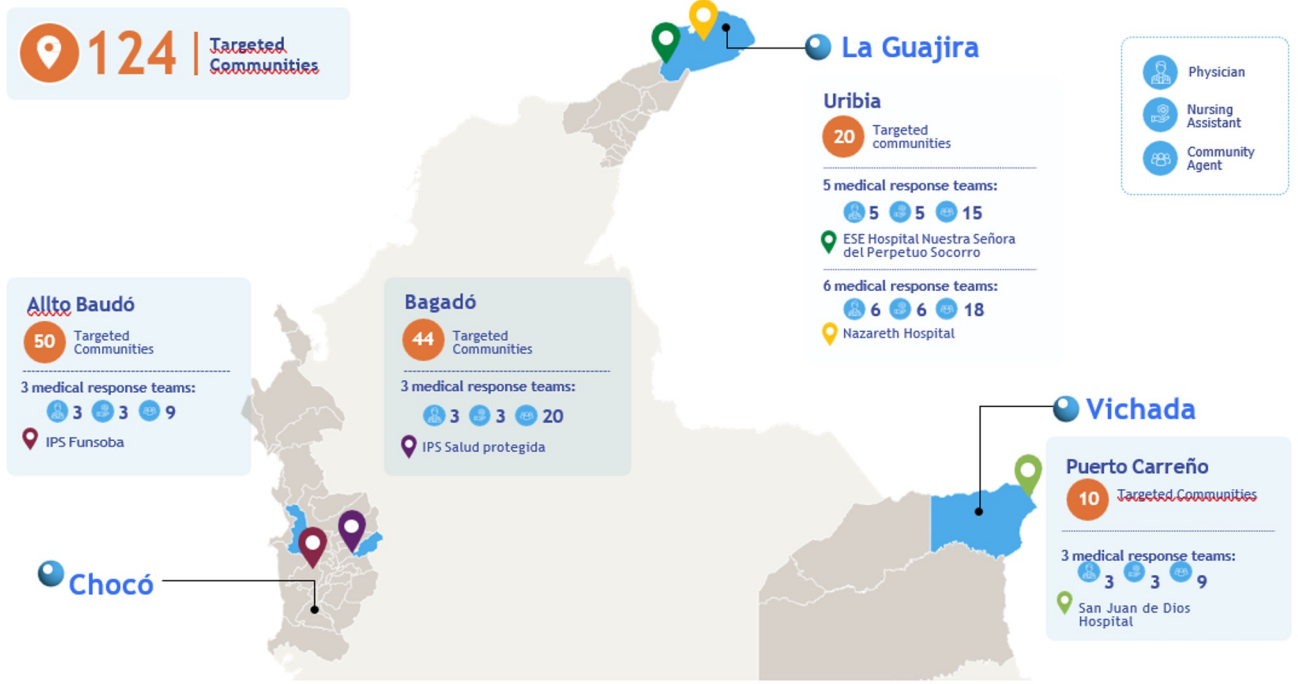 124
Targeted
Communities
La Guajira
Uribia
20
Targeted
communities
5 medical response teams:
5 5 15
ESE Hospital Nuestra Señora
del Perpetuo Socorro
6 medical response teams:
6 6 18
Nazareth Hospital
Physician
Nursing
Assistant
Community
Agent
Allto Baudó
50
Targeted
Communities
3 medical response teams:
3 3 9
IPS Funsoba
Bagadó
44
Targeted
Communities
3 medical response teams:
3 3 20
IPS Salud protegida
Chocó
Vichada
Puerto Carreño
10
Targeted Communities
3 medical response teams:
3 3 9
San Juan de Dios
Hospital